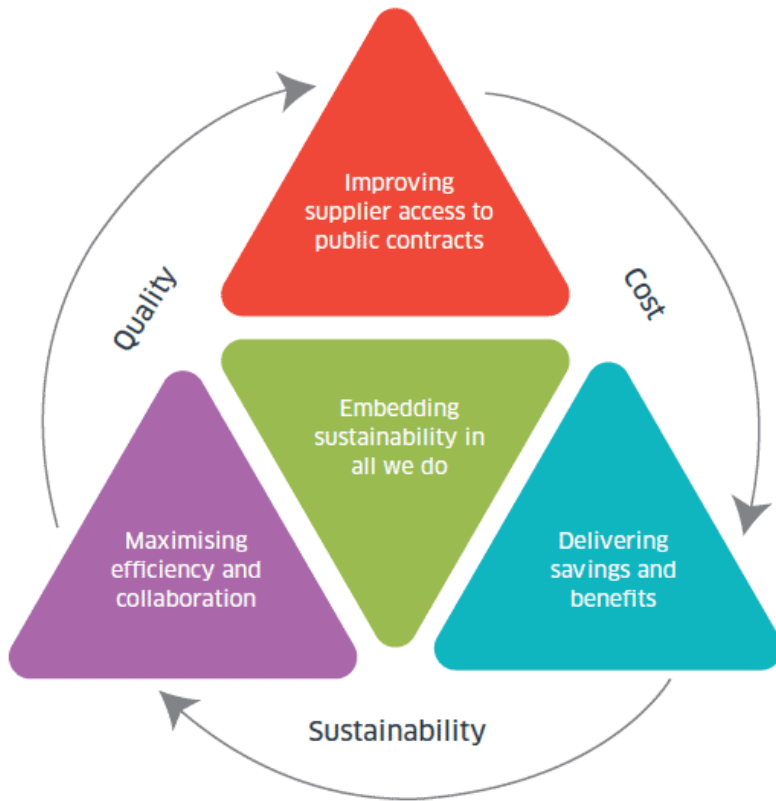 Improving
supplier access to
public contracts
Quality
Cost
Embedding
sustainability in
all we do
Maximising
efficiency and
collaboration
Delivering
savings and
benefits
Sustainability